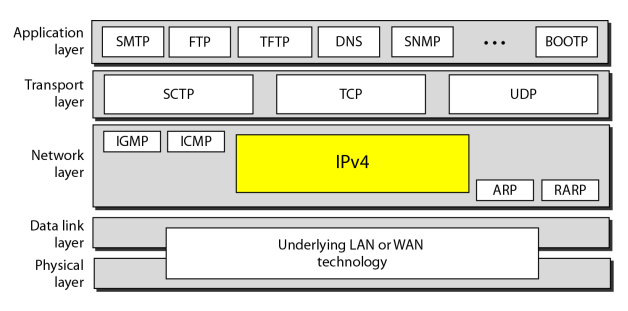 Application
layer
SMTP FTP TFTP DNS SNMP ... BOOTP
Transport
layer
SCTP TCP UDP
Network
layer
IGMP ICMP
IPv4
ARP RARP
Data link
layer
Underlying LAN or WAN
technology
Physical
layer